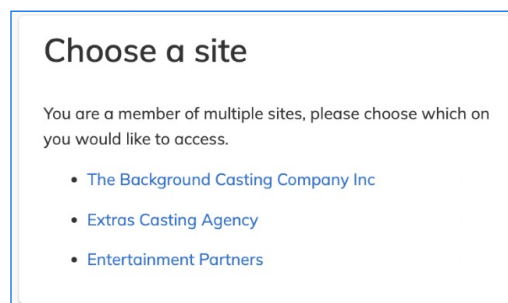 Choose a site
You are a member of multiple sites, please choose which on
you would like to access.
• The Background Casting Company Inc
• Extras Casting Agency
• Entertainment Partners